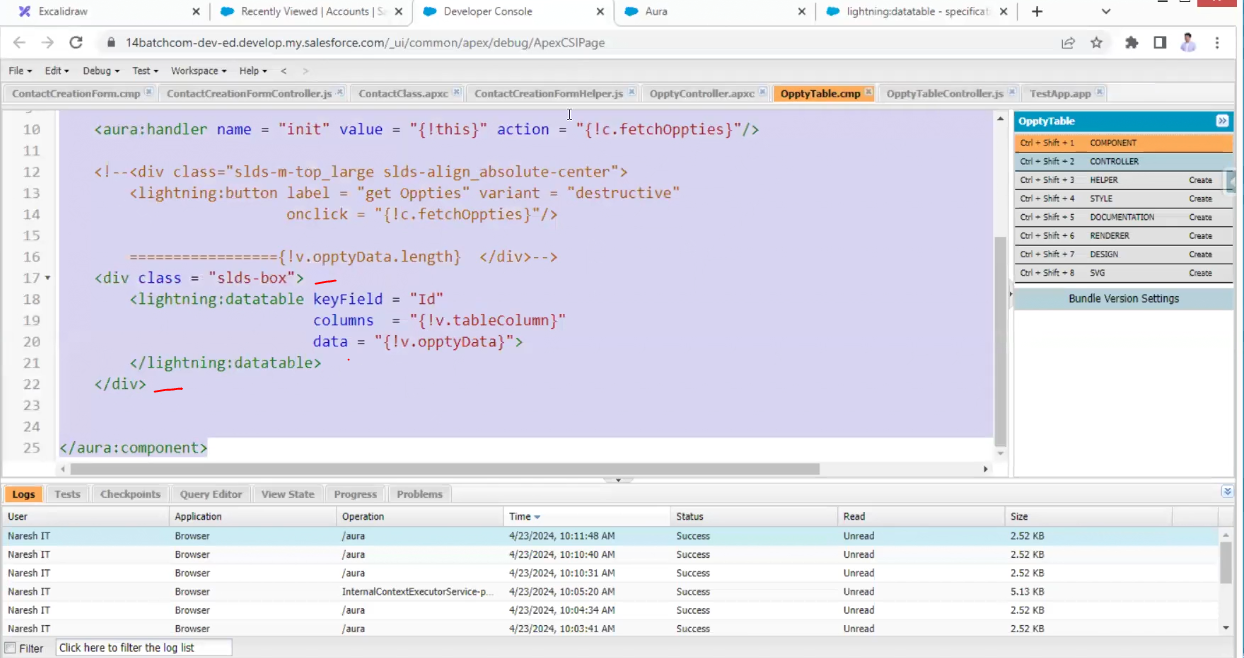 Excalidraw
Recently Viewed | Accounts | Sa
Developer Console
Aura
lightning:datatable - specificat
14batchcom-dev-ed.develop.my.salesforce.com/_ui/common/apex/debug/ApexCSIPage
File Edit Debug Test Workspace Help < >
ContactCreationForm.cmp ContactCreationFormController.js ContactClass.apxc ContactCreationFormHelper.js OpptyController.apxc OpptyTable.cmp OpptyTableController.js TestApp.app
10 <aura:handler name = "init" value = "{!this}" action = "{!c.fetchOppties}"/>
11
12 <!--<div class="slds-m-top_large slds-align_absolute-center">
13 <lightning:button label = "get Oppties" variant = "destructive"
14 onclick = "{!c.fetchOppties}"/>
15
16 ================={!v.opptyData.length} </div>-->
17 <div class = "slds-box">
18 <lightning:datatable keyField = "Id"
19 columns = "{!v.tableColumn}"
20 data = "{!v.opptyData}">
21 </lightning:datatable>
22 </div>
23
24
25 </aura:component>
OpptyTable
Ctrl + Shift + 1 COMPONENT
Ctrl + Shift + 2 CONTROLLER
Ctrl + Shift + 3 HELPER Create
Ctrl + Shift + 4 STYLE Create
Ctrl + Shift + 5 DOCUMENTATION Create
Ctrl + Shift + 6 RENDERER Create
Ctrl + Shift + 7 DESIGN Create
Ctrl + Shift + 8 SVG Create
Bundle Version Settings
Logs Tests Checkpoints Query Editor View State Progress Problems
User Application Operation Time Status Read Size
Naresh IT Browser /aura 4/23/2024, 10:11:48 AM Success Unread 2.52 KB
Naresh IT Browser /aura 4/23/2024, 10:10:40 AM Success Unread 2.52 KB
Naresh IT Browser /aura 4/23/2024, 10:10:31 AM Success Unread 2.52 KB
Naresh IT Browser InternalContextExecutorService-p... 4/23/2024, 10:05:20 AM Success Unread 5.13 KB
Naresh IT Browser /aura 4/23/2024, 10:04:34 AM Success Unread 2.52 KB
Naresh IT Browser /aura 4/23/2024, 10:03:41 AM Success Unread 2.52 KB
Filter Click here to filter the log list